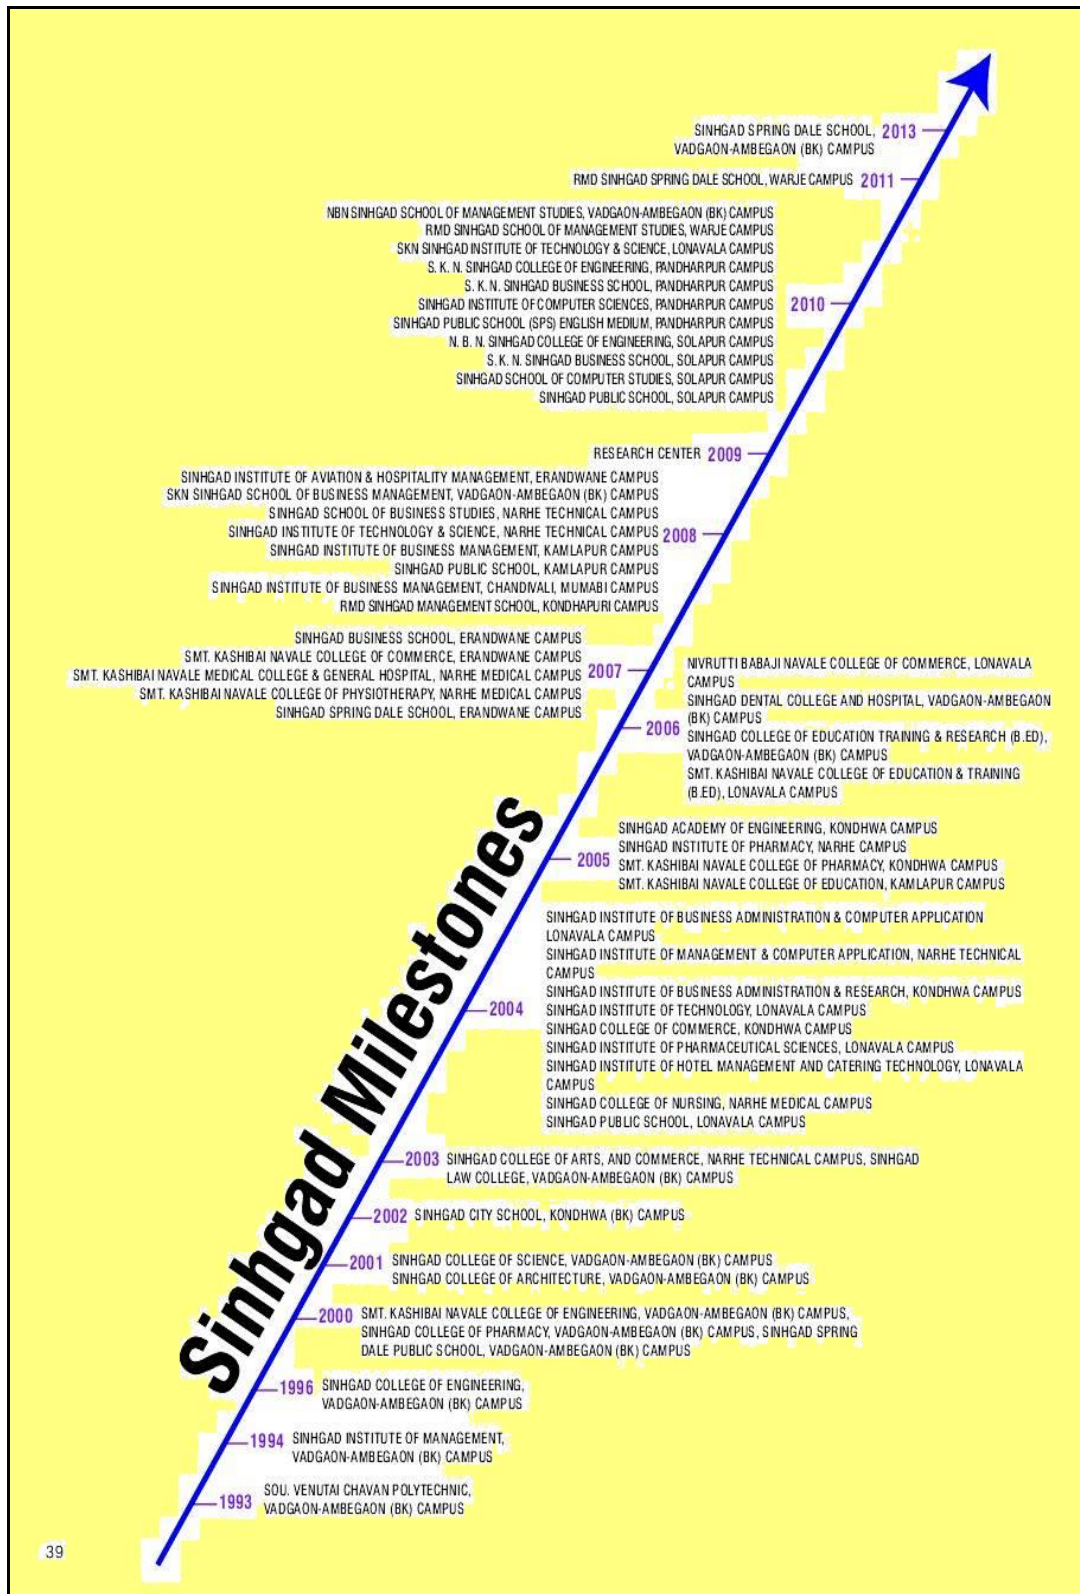 SINHGAD SPRING DALE SCHOOL, 2013
VADGAON-AMBEGAON (BK) CAMPUS
RMD SINHGAD SPRING DALE SCHOOL, WARJE CAMPUS 2011
NBN SINHGAD SCHOOL OF MANAGEMENT STUDIES, VADGAON-AMBEGAON (BK) CAMPUS
RMD SINHGAD SCHOOL OF MANAGEMENT STUDIES, WARJE CAMPUS
SKN SINHGAD INSTITUTE OF TECHNOLOGY & SCIENCE, LONAVALA CAMPUS
S. K. N. SINHGAD COLLEGE OF ENGINEERING, PANDHARPUR CAMPUS
S. K. N. SINHGAD BUSINESS SCHOOL, PANDHARPUR CAMPUS
SINHGAD INSTITUTE OF COMPUTER SCIENCES, PANDHARPUR CAMPUS 2010
SINHGAD PUBLIC SCHOOL (SPS) ENGLISH MEDIUM, PANDHARPUR CAMPUS
N. B. N. SINHGAD COLLEGE OF ENGINEERING, SOLAPUR CAMPUS
S. K. N. SINHGAD BUSINESS SCHOOL, SOLAPUR CAMPUS
SINHGAD SCHOOL OF COMPUTER STUDIES, SOLAPUR CAMPUS
SINHGAD PUBLIC SCHOOL, SOLAPUR CAMPUS
RESEARCH CENTER 2009
SINHGAD INSTITUTE OF AVIATION & HOSPITALITY MANAGEMENT, ERANDWANE CAMPUS
SKN SINHGAD SCHOOL OF BUSINESS MANAGEMENT, VADGAON-AMBEGAON (BK) CAMPUS
SINHGAD SCHOOL OF BUSINESS STUDIES, NARHE TECHNICAL CAMPUS
SINHGAD INSTITUTE OF TECHNOLOGY & SCIENCE, NARHE TECHNICAL CAMPUS 2008
SINHGAD INSTITUTE OF BUSINESS MANAGEMENT, KAMLAPUR CAMPUS
SINHGAD PUBLIC SCHOOL, KAMLAPUR CAMPUS
SINHGAD INSTITUTE OF BUSINESS MANAGEMENT, CHANDIVALI, MUMABI CAMPUS
RMD SINHGAD MANAGEMENT SCHOOL, KONDHAPURI CAMPUS
SINHGAD BUSINESS SCHOOL, ERANDWANE CAMPUS
SMT. KASHIBAI NAVALE COLLEGE OF COMMERCE, ERANDWANE CAMPUS
SMT. KASHIBAI NAVALE MEDICAL COLLEGE & GENERAL HOSPITAL, NARHE MEDICAL CAMPUS 2007
SMT. KASHIBAI NAVALE COLLEGE OF PHYSIOTHERAPY, NARHE MEDICAL CAMPUS
SINHGAD SPRING DALE SCHOOL, ERANDWANE CAMPUS
NIVRUTTI BABAJI NAVALE COLLEGE OF COMMERCE, LONAVALA
CAMPUS
SINHGAD DENTAL COLLEGE AND HOSPITAL, VADGAON-AMBEGAON
(BK) CAMPUS
2006
SINHGAD COLLEGE OF EDUCATION TRAINING & RESEARCH (B.ED),
VADGAON-AMBEGAON (BK) CAMPUS
SMT. KASHIBAI NAVALE COLLEGE OF EDUCATION & TRAINING
(B.ED), LONAVALA CAMPUS
SINHGAD ACADEMY OF ENGINEERING, KONDHWA CAMPUS
SINHGAD INSTITUTE OF PHARMACY, NARHE CAMPUS
2005 SMT. KASHIBAI NAVALE COLLEGE OF PHARMACY, KONDHWA CAMPUS
SMT. KASHIBAI NAVALE COLLEGE OF EDUCATION, KAMLAPUR CAMPUS
SINHGAD INSTITUTE OF BUSINESS ADMINISTRATION & COMPUTER APPLICATION
LONAVALA CAMPUS
SINHGAD INSTITUTE OF MANAGEMENT & COMPUTER APPLICATION, NARHE TECHNICAL
CAMPUS
SINHGAD INSTITUTE OF BUSINESS ADMINISTRATION & RESEARCH, KONDHWA CAMPUS
2004 SINHGAD INSTITUTE OF TECHNOLOGY, LONAVALA CAMPUS
SINHGAD COLLEGE OF COMMERCE, KONDHWA CAMPUS
SINHGAD INSTITUTE OF PHARMACEUTICAL SCIENCES, LONAVALA CAMPUS
SINHGAD INSTITUTE OF HOTEL MANAGEMENT AND CATERING TECHNOLOGY, LONAVALA
CAMPUS
SINHGAD COLLEGE OF NURSING, NARHE MEDICAL CAMPUS
SINHGAD PUBLIC SCHOOL, LONAVALA CAMPUS
Sinhgad Milestones
2003 SINHGAD COLLEGE OF ARTS, AND COMMERCE, NARHE TECHNICAL CAMPUS, SINHGAD
LAW COLLEGE, VADGAON-AMBEGAON (BK) CAMPUS
2002 SINHGAD CITY SCHOOL, KONDHWA (BK) CAMPUS
2001 SINHGAD COLLEGE OF SCIENCE, VADGAON-AMBEGAON (BK) CAMPUS
SINHGAD COLLEGE OF ARCHITECTURE, VADGAON-AMBEGAON (BK) CAMPUS
2000 SMT. KASHIBAI NAVALE COLLEGE OF ENGINEERING, VADGAON-AMBEGAON (BK) CAMPUS,
SINHGAD COLLEGE OF PHARMACY, VADGAON-AMBEGAON (BK) CAMPUS, SINHGAD SPRING
DALE PUBLIC SCHOOL, VADGAON-AMBEGAON (BK) CAMPUS
1996 SINHGAD COLLEGE OF ENGINEERING,
VADGAON-AMBEGAON (BK) CAMPUS
1994 SINHGAD INSTITUTE OF MANAGEMENT,
VADGAON-AMBEGAON (BK) CAMPUS
1993 SOU. VENUTAI CHAVAN POLYTECHNIC,
VADGAON-AMBEGAON (BK) CAMPUS
39